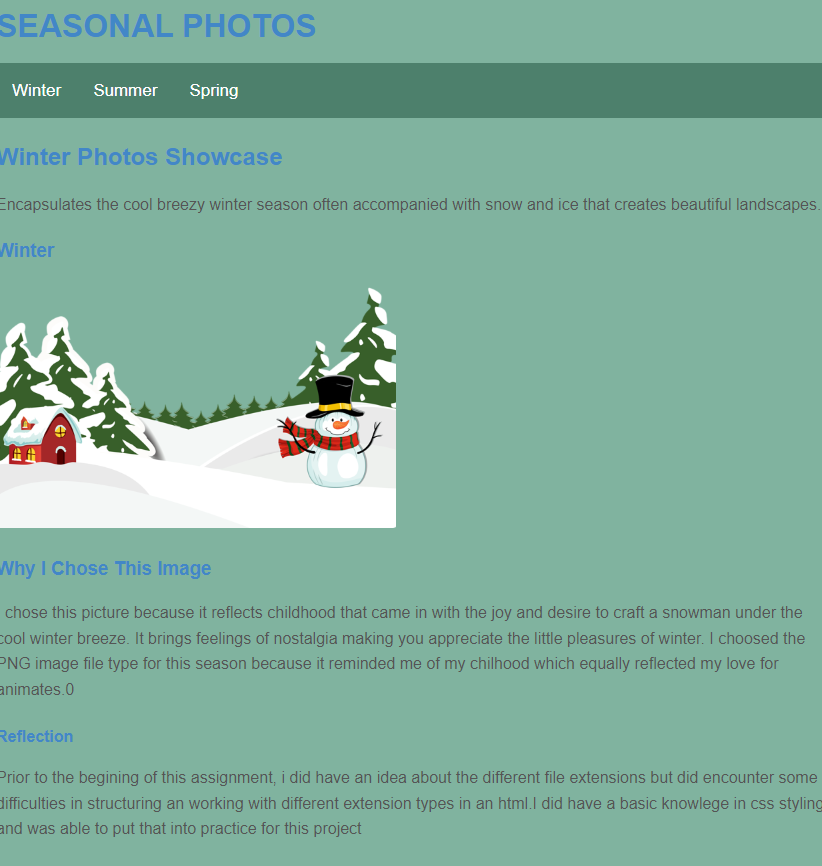 SEASONAL PHOTOS
Winter Summer Spring
Winter Photos Showcase
Encapsulates the cool breezy winter season often accompanied with snow and ice that creates beautiful landscapes.
Winter
Why I Chose This Image
I chose this picture because it reflects childhood that came in with the joy and desire to craft a snowman under the
cool winter breeze. It brings feelings of nostalgia making you appreciate the little pleasures of winter. I choosed the
PNG image file type for this season because it reminded me of my chilhood which equally reflected my love for
animates.0
Reflection
Prior to the begining of this assignment, i did have an idea about the different file extensions but did encounter some
difficulties in structuring an working with different extension types in an html.I did have a basic knowlege in css styling
and was able to put that into practice for this project